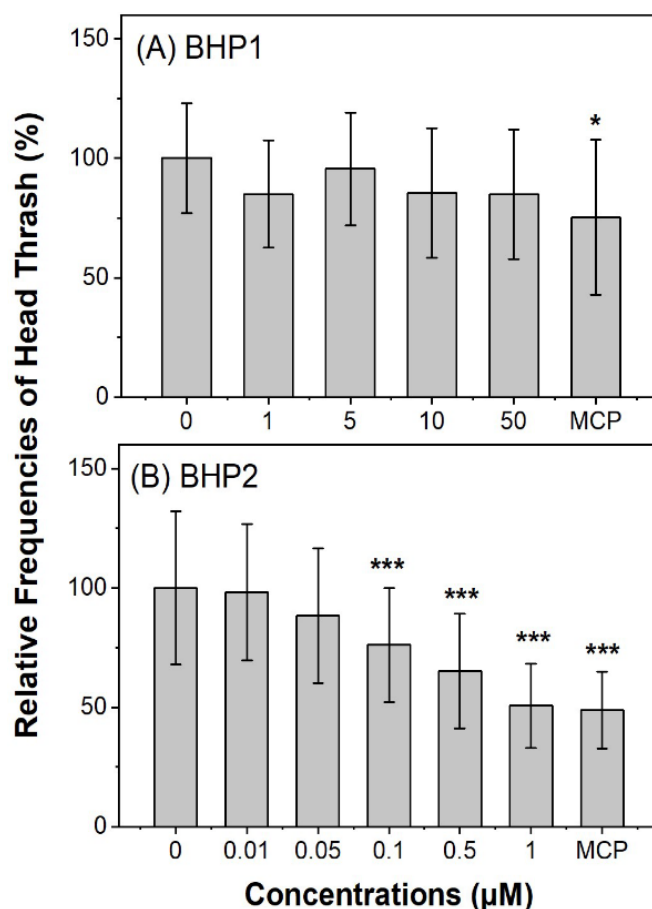 Relative Frequencies of Head Thrash (%)
(A) BHP1
150
100
50
0
*
0 1 5 10 50 MCP
(B) BHP2
150
100
50
0
*** *** *** ***
0 0.01 0.05 0.1 0.5 1 MCP
Concentrations (µM)